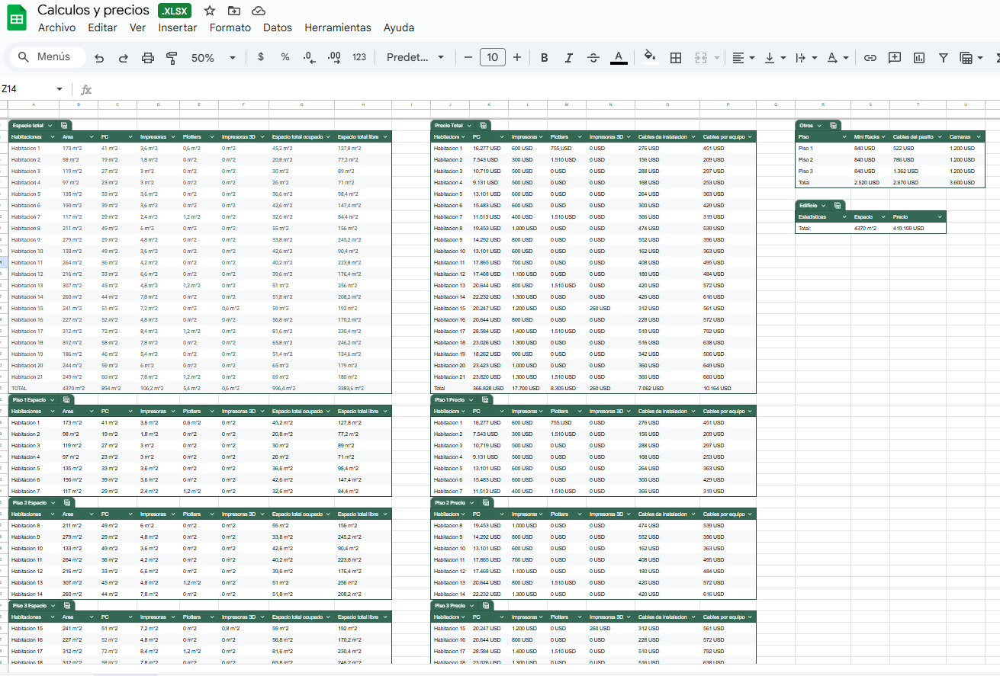 Calculos y precios .XLSX
Archivo Editar Ver Insertar Formato Datos Herramientas Ayuda
Menús 50% $ % .0 .00 123 Predet... 10 B I A
Z14 fx
A B C D E F G H I J K L M N O P Q R S T U
Espacio total
Habitaciones Area PC Impresoras Plotters Impresoras 3D Espacio total ocupado Espacio total libre
Habitacion 1 173 m^2 41 m^2 3,6 m^2 0,6 m^2 0 m^2 45,2 m^2 127,8 m^2
Habitacion 2 98 m^2 19 m^2 1,8 m^2 0 m^2 0 m^2 20,8 m^2 77,2 m^2
Habitacion 3 119 m^2 27 m^2 3 m^2 0 m^2 0 m^2 30 m^2 89 m^2
Habitacion 4 97 m^2 23 m^2 3 m^2 0 m^2 0 m^2 26 m^2 71 m^2
Habitacion 5 135 m^2 33 m^2 3,6 m^2 0 m^2 0 m^2 36,6 m^2 98,4 m^2
Habitacion 6 190 m^2 39 m^2 3,6 m^2 0 m^2 0 m^2 42,6 m^2 147,4 m^2
Habitacion 7 117 m^2 29 m^2 2,4 m^2 1,2 m^2 0 m^2 32,6 m^2 84,4 m^2
Habitacion 8 211 m^2 49 m^2 6 m^2 0 m^2 0 m^2 55 m^2 156 m^2
Habitacion 9 279 m^2 29 m^2 4,8 m^2 0 m^2 0 m^2 33,8 m^2 245,2 m^2
Habitacion 10 133 m^2 49 m^2 3,6 m^2 0 m^2 0 m^2 42,6 m^2 90,4 m^2
Habitacion 11 264 m^2 36 m^2 4,2 m^2 0 m^2 0 m^2 40,2 m^2 223,8 m^2
Habitacion 12 216 m^2 33 m^2 6,6 m^2 0 m^2 0 m^2 39,6 m^2 176,4 m^2
Habitacion 13 307 m^2 45 m^2 4,8 m^2 1,2 m^2 0 m^2 51 m^2 256 m^2
Habitacion 14 260 m^2 44 m^2 7,8 m^2 0 m^2 0 m^2 51,8 m^2 208,2 m^2
Habitacion 15 241 m^2 51 m^2 7,2 m^2 0 m^2 0,6 m^2 59 m^2 192 m^2
Habitacion 16 227 m^2 52 m^2 4,8 m^2 0 m^2 0 m^2 56,8 m^2 170,2 m^2
Habitacion 17 312 m^2 72 m^2 8,4 m^2 1,2 m^2 0 m^2 81,6 m^2 230,4 m^2
Habitacion 18 312 m^2 58 m^2 7,8 m^2 0 m^2 0 m^2 65,8 m^2 246,2 m^2
Habitacion 19 186 m^2 46 m^2 5,4 m^2 0 m^2 0 m^2 51,4 m^2 134,6 m^2
Habitacion 20 244 m^2 59 m^2 6 m^2 0 m^2 0 m^2 65 m^2 179 m^2
Habitacion 21 249 m^2 60 m^2 7,8 m^2 1,2 m^2 0 m^2 69 m^2 180 m^2
TOTAL 4370 m^2 894 m^2 106,2 m^2 5,4 m^2 0,6 m^2 996,4 m^2 3383,6 m^2
Precio Total
Habitacion PC Impresoras Plotters Impresoras 3D Cables de instalacion Cables por equipo
Habitacion 1 16.277 USD 600 USD 755 USD 0 USD 276 USD 451 USD
Habitacion 2 7.543 USD 300 USD 1.510 USD 0 USD 156 USD 209 USD
Habitacion 3 10.719 USD 500 USD 0 USD 0 USD 288 USD 297 USD
Habitacion 4 9.131 USD 500 USD 0 USD 0 USD 168 USD 253 USD
Habitacion 5 13.101 USD 600 USD 0 USD 0 USD 264 USD 363 USD
Habitacion 6 15.483 USD 600 USD 0 USD 0 USD 300 USD 429 USD
Habitacion 7 11.513 USD 400 USD 1.510 USD 0 USD 366 USD 319 USD
Habitacion 8 19.453 USD 1.000 USD 0 USD 0 USD 474 USD 539 USD
Habitacion 9 14.292 USD 800 USD 0 USD 0 USD 552 USD 396 USD
Habitacion 10 13.101 USD 600 USD 0 USD 0 USD 162 USD 363 USD
Habitacion 11 17.865 USD 700 USD 0 USD 0 USD 408 USD 495 USD
Habitacion 12 17.468 USD 1.100 USD 0 USD 0 USD 180 USD 484 USD
Habitacion 13 20.644 USD 800 USD 1.510 USD 0 USD 420 USD 572 USD
Habitacion 14 22.232 USD 1.300 USD 0 USD 0 USD 420 USD 616 USD
Habitacion 15 20.247 USD 1.200 USD 0 USD 260 USD 312 USD 561 USD
Habitacion 16 20.644 USD 800 USD 0 USD 0 USD 228 USD 572 USD
Habitacion 17 28.584 USD 1.400 USD 1.510 USD 0 USD 510 USD 792 USD
Habitacion 18 23.026 USD 1.300 USD 0 USD 0 USD 516 USD 638 USD
Habitacion 19 18.262 USD 900 USD 0 USD 0 USD 342 USD 506 USD
Habitacion 20 23.423 USD 1.000 USD 0 USD 0 USD 360 USD 649 USD
Habitacion 21 23.820 USD 1.300 USD 1.510 USD 0 USD 360 USD 660 USD
Total 366.828 USD 17.700 USD 8.305 USD 260 USD 7.062 USD 10.164 USD
Otros
Piso Mini Racks Cables del pasillo Camaras
Piso 1 840 USD 522 USD 1.200 USD
Piso 2 840 USD 786 USD 1.200 USD
Piso 3 840 USD 1.362 USD 1.200 USD
Total 2.520 USD 2.670 USD 3.600 USD
Edificio
Estadisticas Espacio Precio
Total: 4370 m^2 419.109 USD
Piso 1 Espacio
Habitaciones Area PC Impresoras Plotters Impresoras 3D Espacio total ocupado Espacio total libre
Habitacion 1 173 m^2 41 m^2 3,6 m^2 0,6 m^2 0 m^2 45,2 m^2 127,8 m^2
Habitacion 2 98 m^2 19 m^2 1,8 m^2 0 m^2 0 m^2 20,8 m^2 77,2 m^2
Habitacion 3 119 m^2 27 m^2 3 m^2 0 m^2 0 m^2 30 m^2 89 m^2
Habitacion 4 97 m^2 23 m^2 3 m^2 0 m^2 0 m^2 26 m^2 71 m^2
Habitacion 5 135 m^2 33 m^2 3,6 m^2 0 m^2 0 m^2 36,6 m^2 98,4 m^2
Habitacion 6 190 m^2 39 m^2 3,6 m^2 0 m^2 0 m^2 42,6 m^2 147,4 m^2
Habitacion 7 117 m^2 29 m^2 2,4 m^2 1,2 m^2 0 m^2 32,6 m^2 84,4 m^2
Piso 1 Precio
Habitacion PC Impresoras Plotters Impresoras 3D Cables de instalacion Cables por equipo
Habitacion 1 16.277 USD 600 USD 755 USD 0 USD 276 USD 451 USD
Habitacion 2 7.543 USD 300 USD 1.510 USD 0 USD 156 USD 209 USD
Habitacion 3 10.719 USD 500 USD 0 USD 0 USD 288 USD 297 USD
Habitacion 4 9.131 USD 500 USD 0 USD 0 USD 168 USD 253 USD
Habitacion 5 13.101 USD 600 USD 0 USD 0 USD 264 USD 363 USD
Habitacion 6 15.483 USD 600 USD 0 USD 0 USD 300 USD 429 USD
Habitacion 7 11.513 USD 400 USD 1.510 USD 0 USD 366 USD 319 USD
Piso 2 Espacio
Habitaciones Area PC Impresoras Plotters Impresoras 3D Espacio total ocupado Espacio total libre
Habitacion 8 211 m^2 49 m^2 6 m^2 0 m^2 0 m^2 55 m^2 156 m^2
Habitacion 9 279 m^2 29 m^2 4,8 m^2 0 m^2 0 m^2 33,8 m^2 245,2 m^2
Habitacion 10 133 m^2 49 m^2 3,6 m^2 0 m^2 0 m^2 42,6 m^2 90,4 m^2
Habitacion 11 264 m^2 36 m^2 4,2 m^2 0 m^2 0 m^2 40,2 m^2 223,8 m^2
Habitacion 12 216 m^2 33 m^2 6,6 m^2 0 m^2 0 m^2 39,6 m^2 176,4 m^2
Habitacion 13 307 m^2 45 m^2 4,8 m^2 1,2 m^2 0 m^2 51 m^2 256 m^2
Habitacion 14 260 m^2 44 m^2 7,8 m^2 0 m^2 0 m^2 51,8 m^2 208,2 m^2
Piso 2 Precio
Habitacion PC Impresoras Plotters Impresoras 3D Cables de instalacion Cables por equipo
Habitacion 8 19.453 USD 1.000 USD 0 USD 0 USD 474 USD 539 USD
Habitacion 9 14.292 USD 800 USD 0 USD 0 USD 552 USD 396 USD
Habitacion 10 13.101 USD 600 USD 0 USD 0 USD 162 USD 363 USD
Habitacion 11 17.865 USD 700 USD 0 USD 0 USD 408 USD 495 USD
Habitacion 12 17.468 USD 1.100 USD 0 USD 0 USD 180 USD 484 USD
Habitacion 13 20.644 USD 800 USD 1.510 USD 0 USD 420 USD 572 USD
Habitacion 14 22.232 USD 1.300 USD 0 USD 0 USD 420 USD 616 USD
Piso 3 Espacio
Habitaciones Area PC Impresoras Plotters Impresoras 3D Espacio total ocupado Espacio total libre
Habitacion 15 241 m^2 51 m^2 7,2 m^2 0 m^2 0,8 m^2 59 m^2 192 m^2
Habitacion 16 227 m^2 52 m^2 4,8 m^2 0 m^2 0 m^2 56,8 m^2 170,2 m^2
Habitacion 17 312 m^2 72 m^2 8,4 m^2 1,2 m^2 0 m^2 81,6 m^2 230,4 m^2
Habitacion 18 312 m^2 58 m^2 7,8 m^2 0 m^2 0 m^2 65,8 m^2 246,2 m^2
Piso 3 Precio
Habitacion PC Impresoras Plotters Impresoras 3D Cables de instalacion Cables por equipo
Habitacion 15 20.247 USD 1.200 USD 0 USD 260 USD 312 USD 561 USD
Habitacion 16 20.644 USD 800 USD 0 USD 0 USD 228 USD 572 USD
Habitacion 17 28.584 USD 1.400 USD 1.510 USD 0 USD 510 USD 792 USD
Habitacion 18 23.026 USD 1.300 USD 0 USD 0 USD 516 USD 638 USD